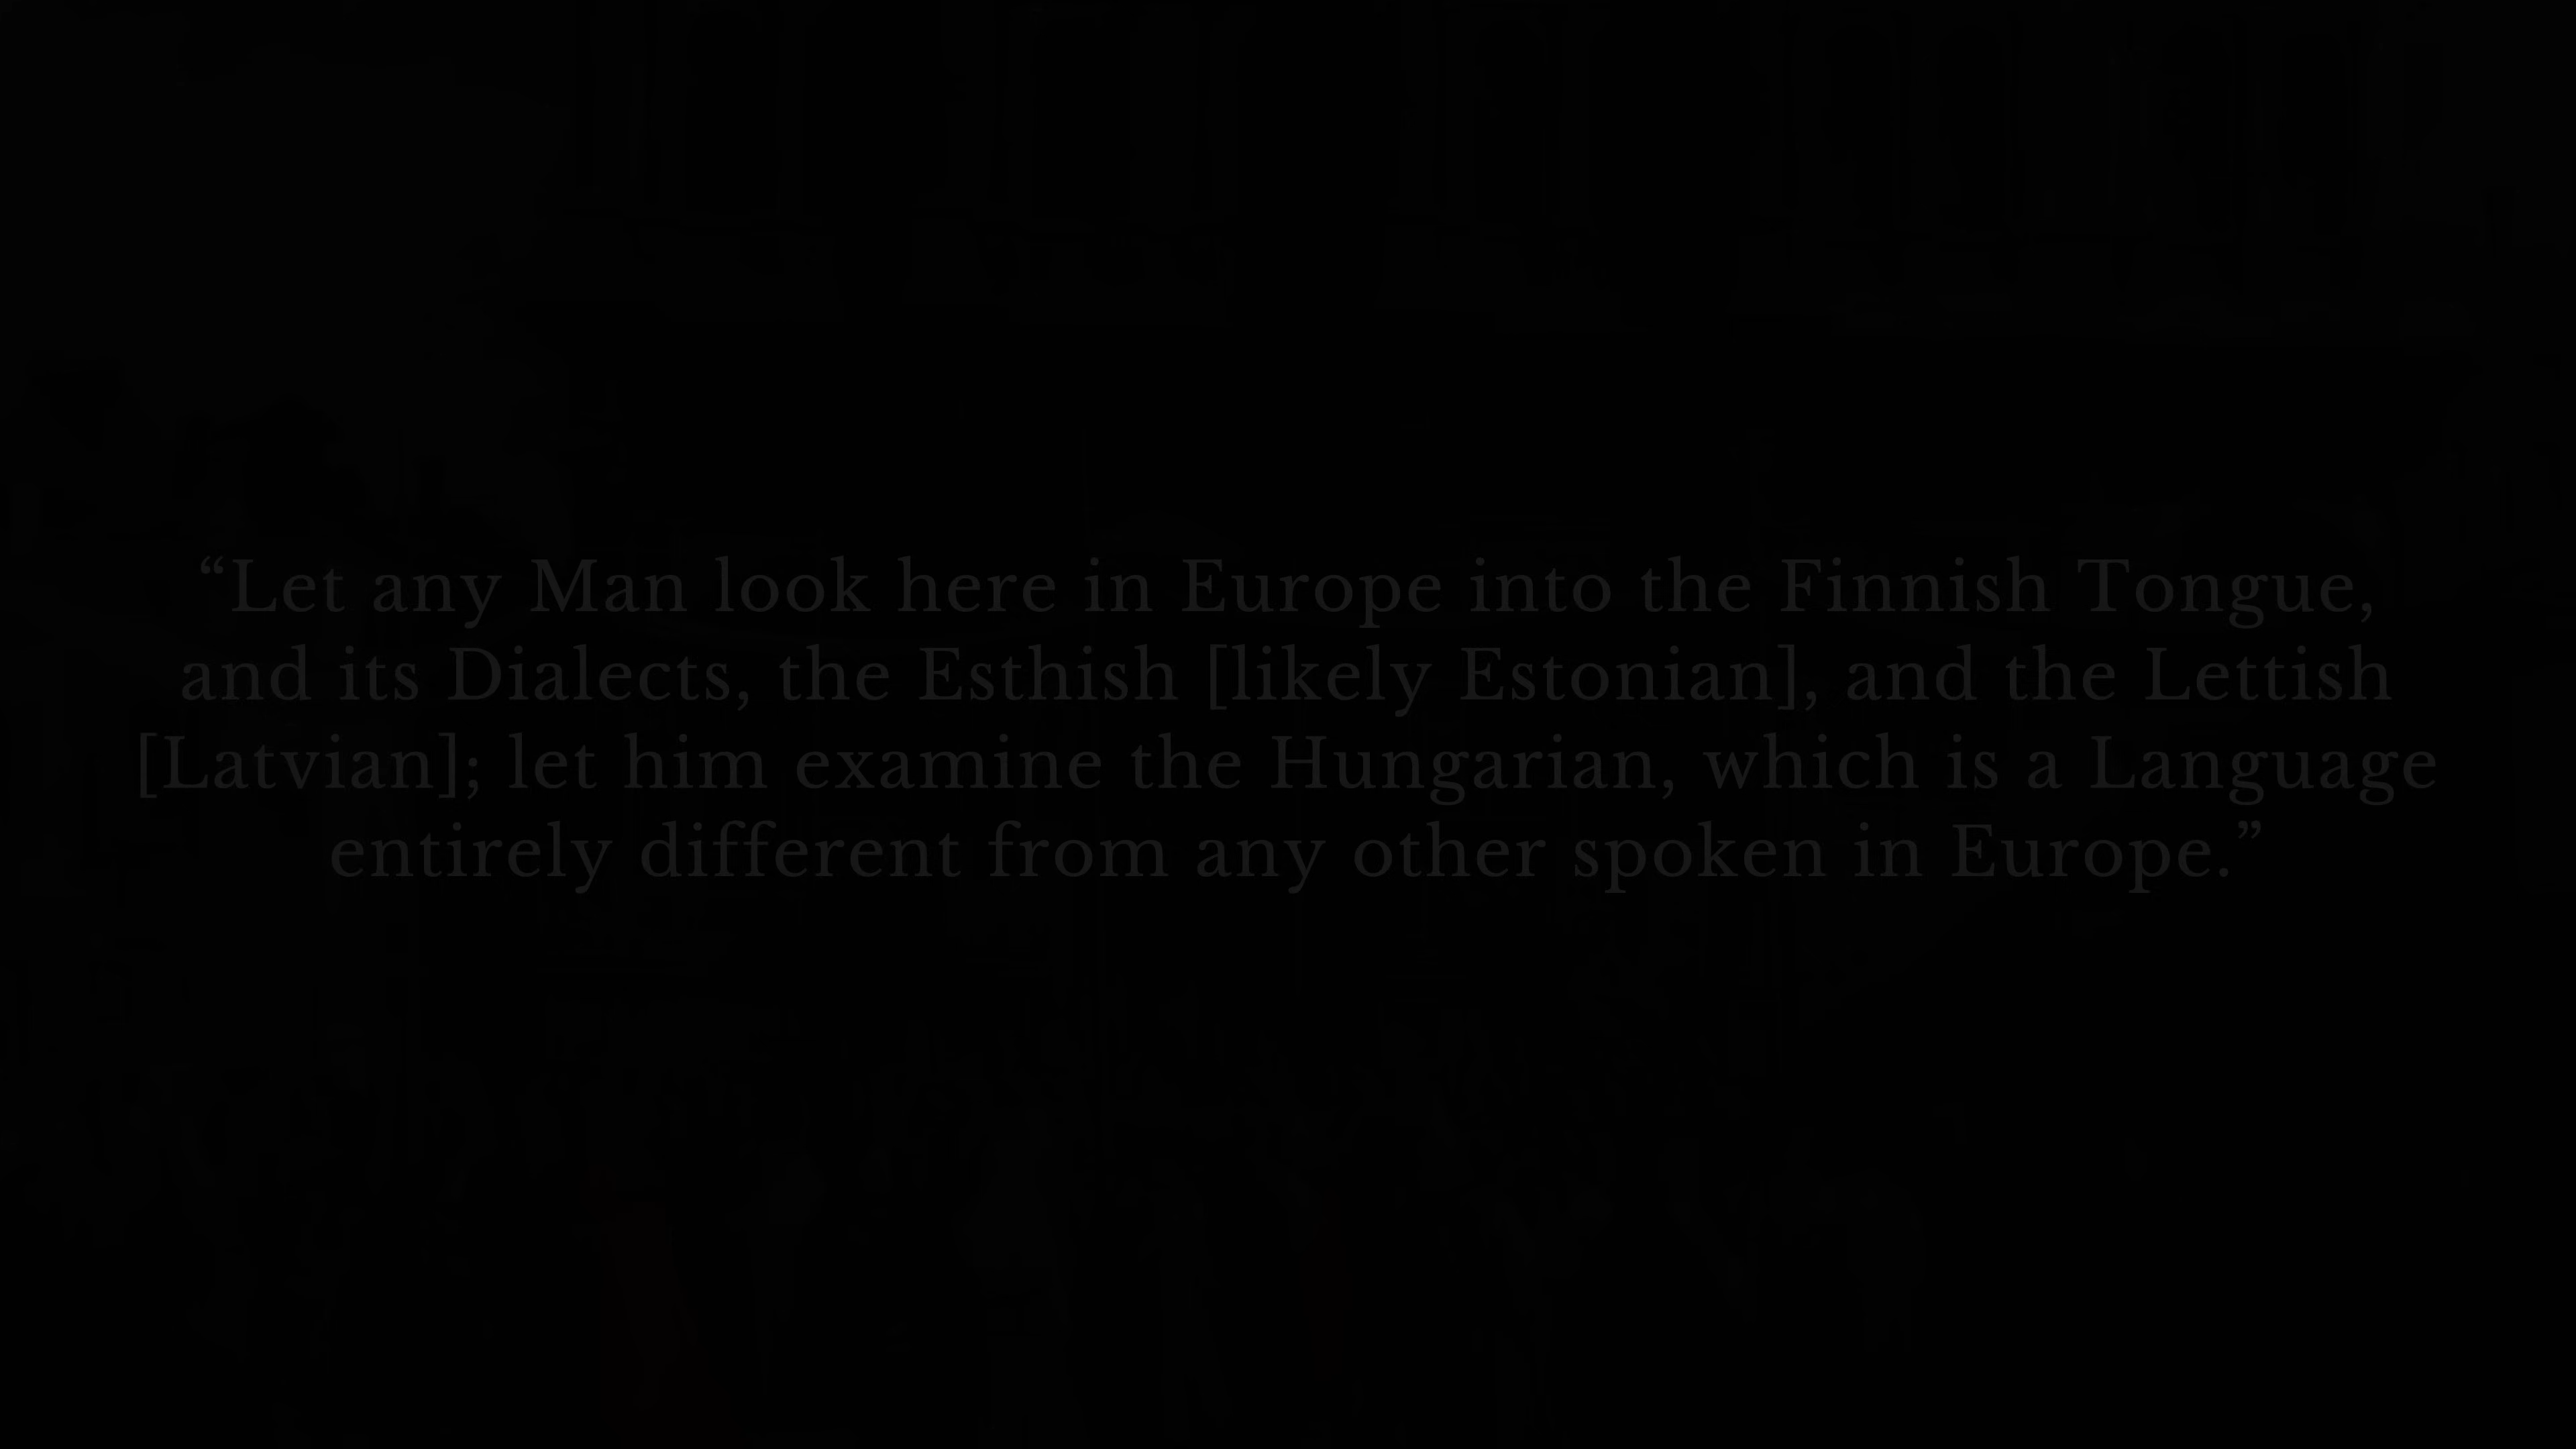 “Let any Man look here in Europe into the Finnish Tongue,
and its Dialects, the Esthish [likely Estonian], and the Lettish
[Latvian]; let him examine the Hungarian, which is a Language
entirely different from any other spoken in Europe.”